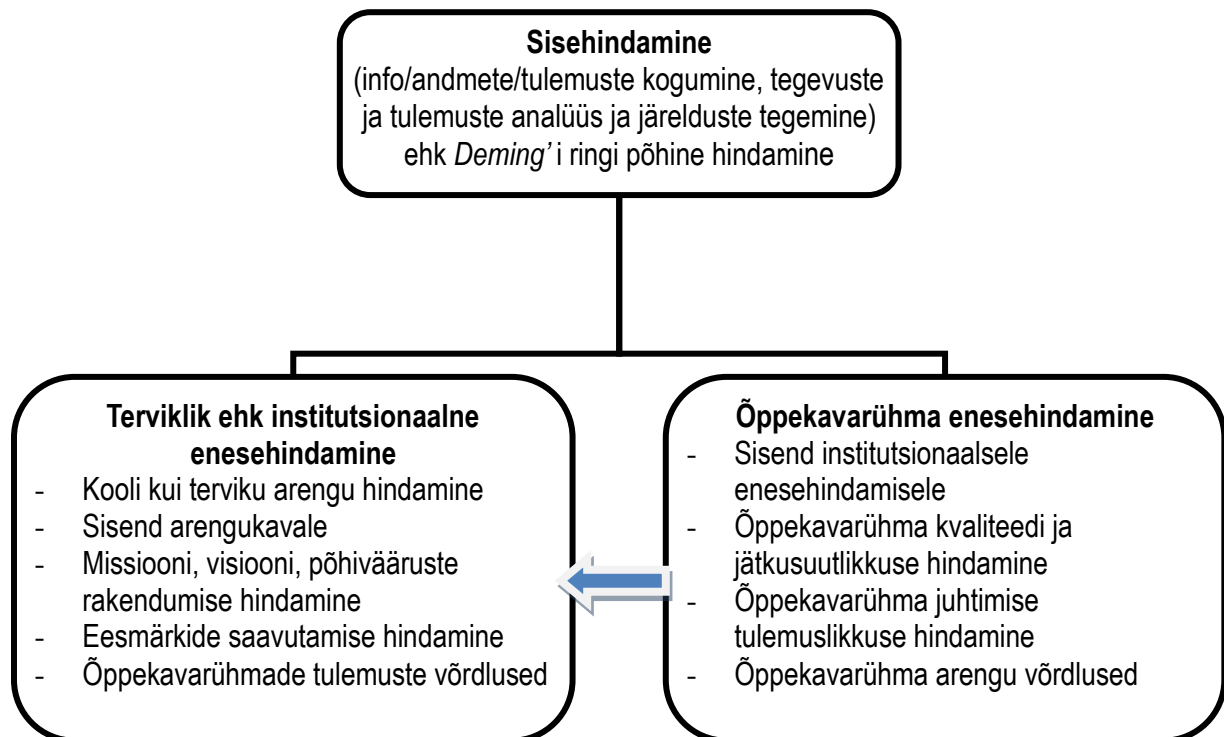 Sisehindamine
(info/andmete/tulemuste kogumine, tegevuste
ja tulemuste analüüs ja järelduste tegemine)
ehk Deming’ i ringi põhine hindamine
Terviklik ehk institutsionaalne
enesehindamine
- Kooli kui terviku arengu hindamine
- Sisend arengukavale
- Missiooni, visiooni, põhiväärtuste
rakendumise hindamine
- Eesmärkide saavutamise hindamine
- Õppekavarühmade tulemuste võrdlused
Õppekavarühma enesehindamine
- Sisend institutsionaalsele
enesehindamisele
- Õppekavarühma kvaliteedi ja
jätkusuutlikkuse hindamine
- Õppekavarühma juhtimise
tulemuslikkuse hindamine
- Õppekavarühma arengu võrdlused